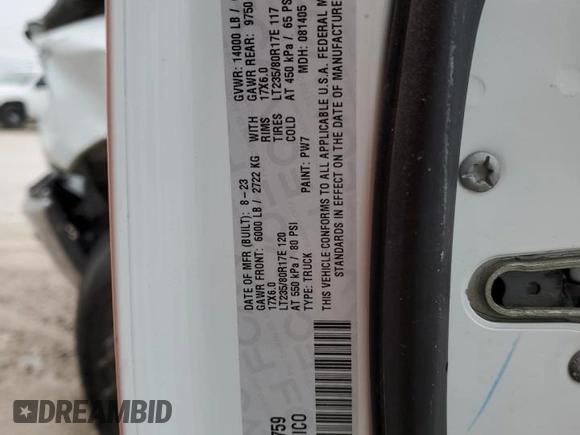 DATE OF MFR (BUILT): 8-23 GVWR: 14000 LB /
GAWR FRONT: 6000 LB / 2722 KG WITH GAWR REAR: 9750
17X6.0 RIMS 17X6.0
LT235/80R17E 120 TIRES LT235/80R17E 117
AT 550 kPa / 80 PSI COLD AT 450 kPa / 65 PSI
TYPE: TRUCK PAINT: PW7 MDH: 081405
THIS VEHICLE CONFORMS TO ALL APPLICABLE U.S.A. FEDERAL
STANDARDS IN EFFECT ON THE DATE OF MANUFACTURE
759
ICO
DREAMBID